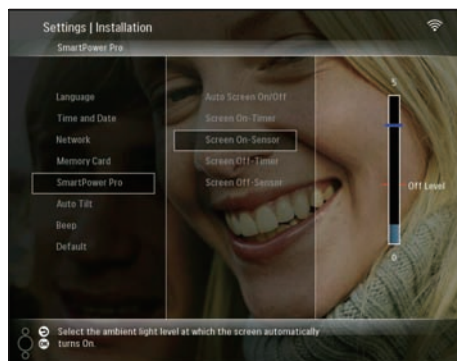 Settings | Installation
SmartPower Pro
Language
Time and Date
Network
Memory Card
SmartPower Pro
Auto Tilt
Beep
Default
Auto Screen On/Off
Screen On-Timer
Screen On-Sensor
Screen Off-Timer
Screen Off-Sensor
5
Off Level
0
OK
Select the ambient light level at which the screen automatically
turns On.